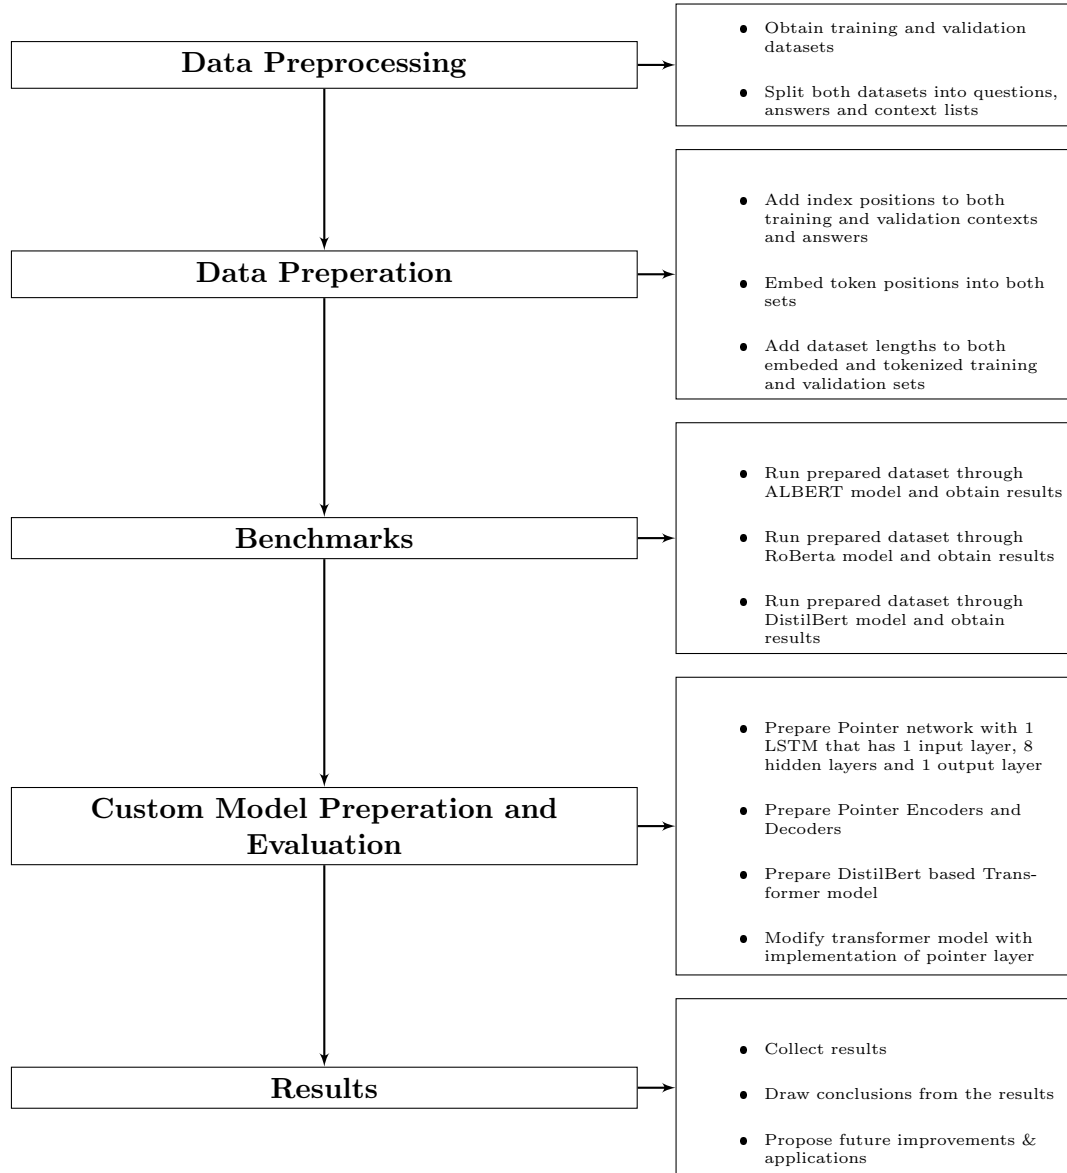 Data Preprocessing
• Obtain training and validation
datasets
• Split both datasets into questions,
answers and context lists
Data Preperation
• Add index positions to both
training and validation contexts
and answers
• Embed token positions into both
sets
• Add dataset lengths to both
embeded and tokenized training
and validation sets
Benchmarks
• Run prepared dataset through
ALBERT model and obtain results
• Run prepared dataset through
RoBerta model and obtain results
• Run prepared dataset through
DistilBert model and obtain
results
Custom Model Preperation and
Evaluation
• Prepare Pointer network with 1
LSTM that has 1 input layer, 8
hidden layers and 1 output layer
• Prepare Pointer Encoders and
Decoders
• Prepare DistilBert based Trans-
former model
• Modify transformer model with
implementation of pointer layer
Results
• Collect results
• Draw conclusions from the results
• Propose future improvements &
applications